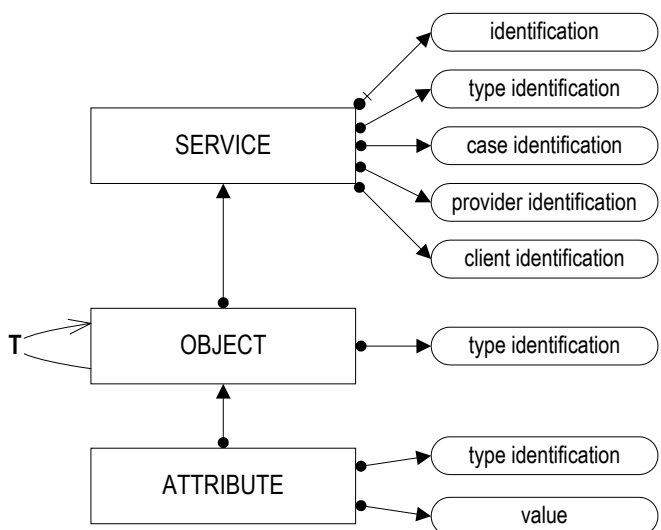 identification
type identification
SERVICE
case identification
provider identification
client identification
T
OBJECT
type identification
type identification
ATTRIBUTE
value